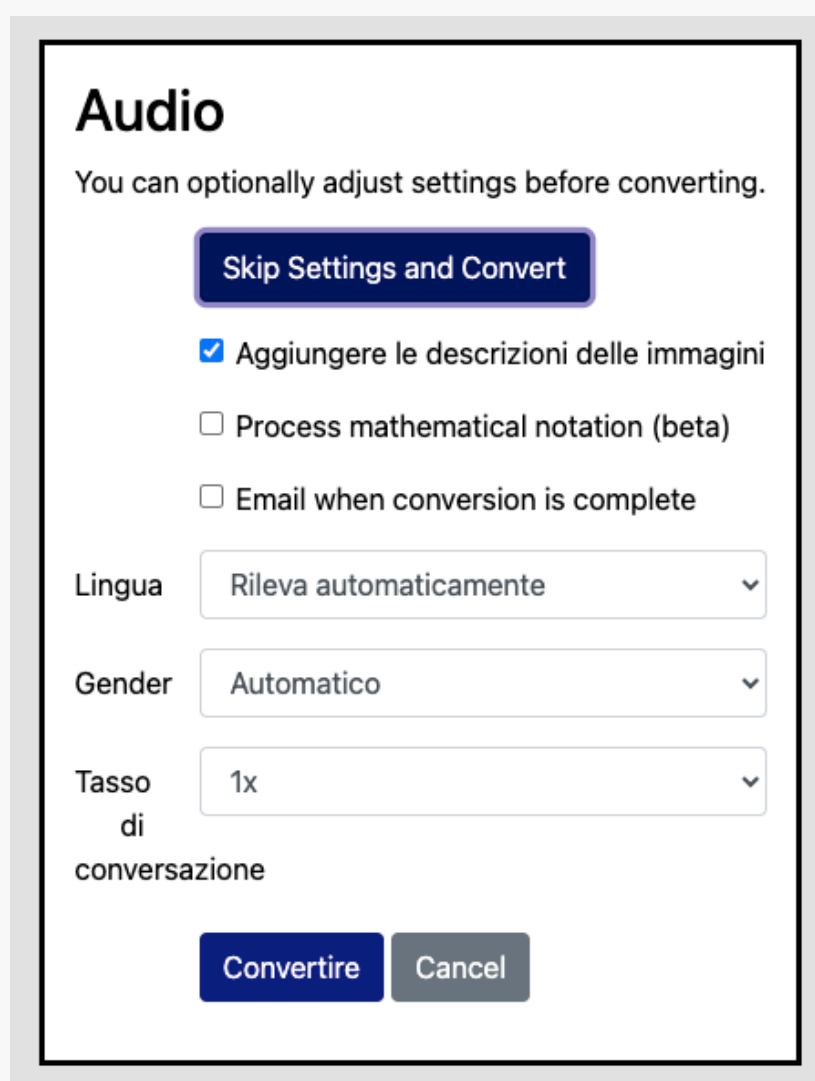 Audio
You can optionally adjust settings before converting.
Skip Settings and Convert
Aggiungere le descrizioni delle immagini
Process mathematical notation (beta)
Email when conversion is complete
Lingua Rileva automaticamente
Gender Automatico
Tasso 1x
di
conversazione
Convertire Cancel